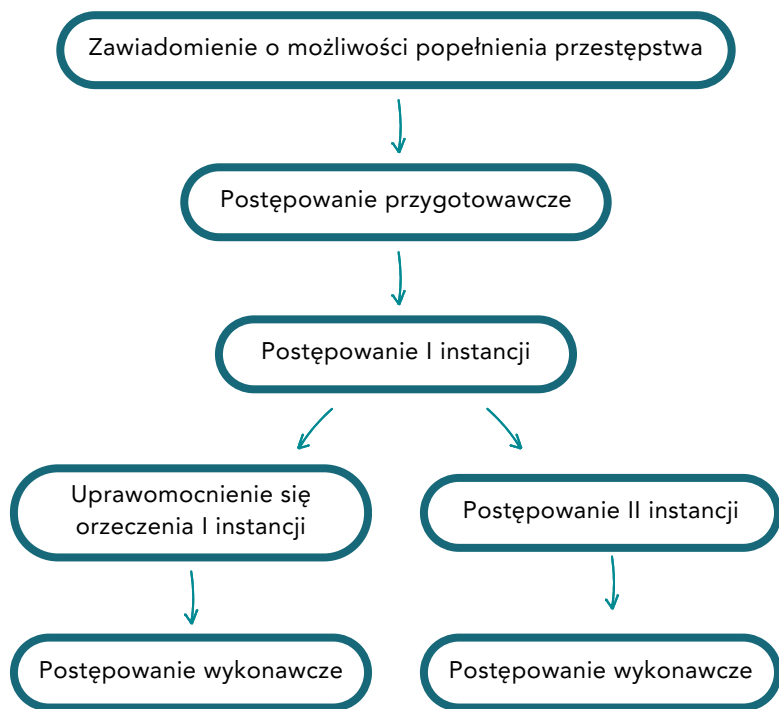 Zawiadomienie o możliwości popełnienia przestępstwa
Postępowanie przygotowawcze
Postępowanie I instancji
Uprawomocnienie się
orzeczenia I instancji
Postępowanie II instancji
Postępowanie wykonawcze
Postępowanie wykonawcze